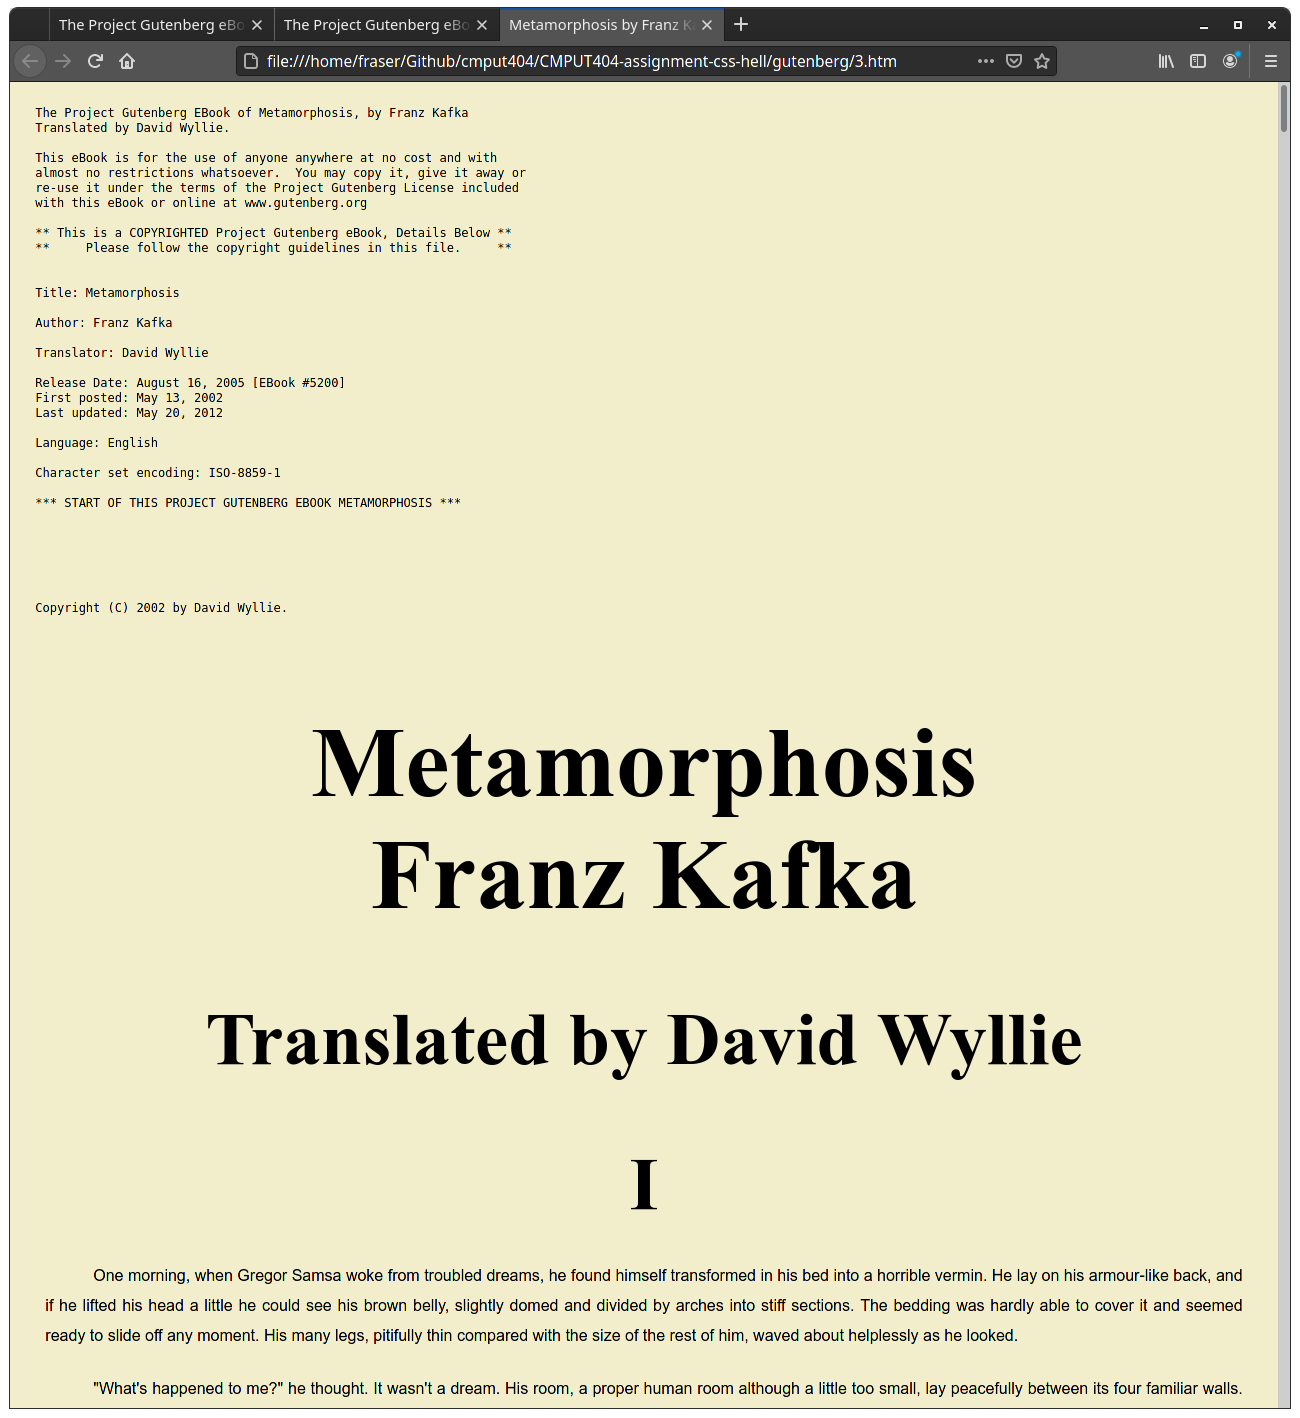 The Project Gutenberg eBo
The Project Gutenberg eBo
Metamorphosis by Franz Ka
file:///home/fraser/Github/cmput404/CMPUT404-assignment-css-hell/gutenberg/3.htm
The Project Gutenberg EBook of Metamorphosis, by Franz Kafka
Translated by David Wyllie.
This eBook is for the use of anyone anywhere at no cost and with
almost no restrictions whatsoever.  You may copy it, give it away or
re-use it under the terms of the Project Gutenberg License included
with this eBook or online at www.gutenberg.org
** This is a COPYRIGHTED Project Gutenberg eBook, Details Below **
**     Please follow the copyright guidelines in this file.     **
Title: Metamorphosis
Author: Franz Kafka
Translator: David Wyllie
Release Date: August 16, 2005 [EBook #5200]
First posted: May 13, 2002
Last updated: May 20, 2012
Language: English
Character set encoding: ISO-8859-1
*** START OF THIS PROJECT GUTENBERG EBOOK METAMORPHOSIS ***
Copyright (C) 2002 by David Wyllie.
Metamorphosis
Franz Kafka
Translated by David Wyllie
I
One morning, when Gregor Samsa woke from troubled dreams, he found himself transformed in his bed into a horrible vermin. He lay on his armour-like back, and
if he lifted his head a little he could see his brown belly, slightly domed and divided by arches into stiff sections. The bedding was hardly able to cover it and seemed
ready to slide off any moment. His many legs, pitifully thin compared with the size of the rest of him, waved about helplessly as he looked.
"What's happened to me?" he thought. It wasn't a dream. His room, a proper human room although a little too small, lay peacefully between its four familiar walls.